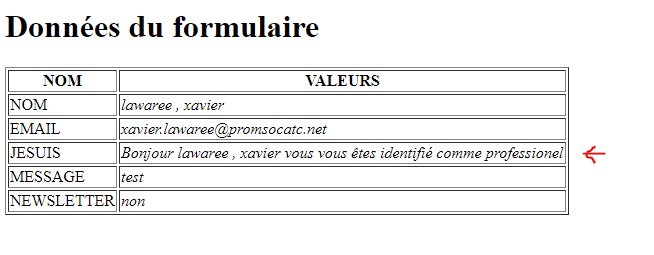 Données du formulaire
NOM VALEURS
NOM lawaree , xavier
EMAIL xavier.lawaree@promsocatc.net
JESUIS Bonjour lawaree , xavier vous vous êtes identifié comme professionel
MESSAGE test
NEWSLETTER non